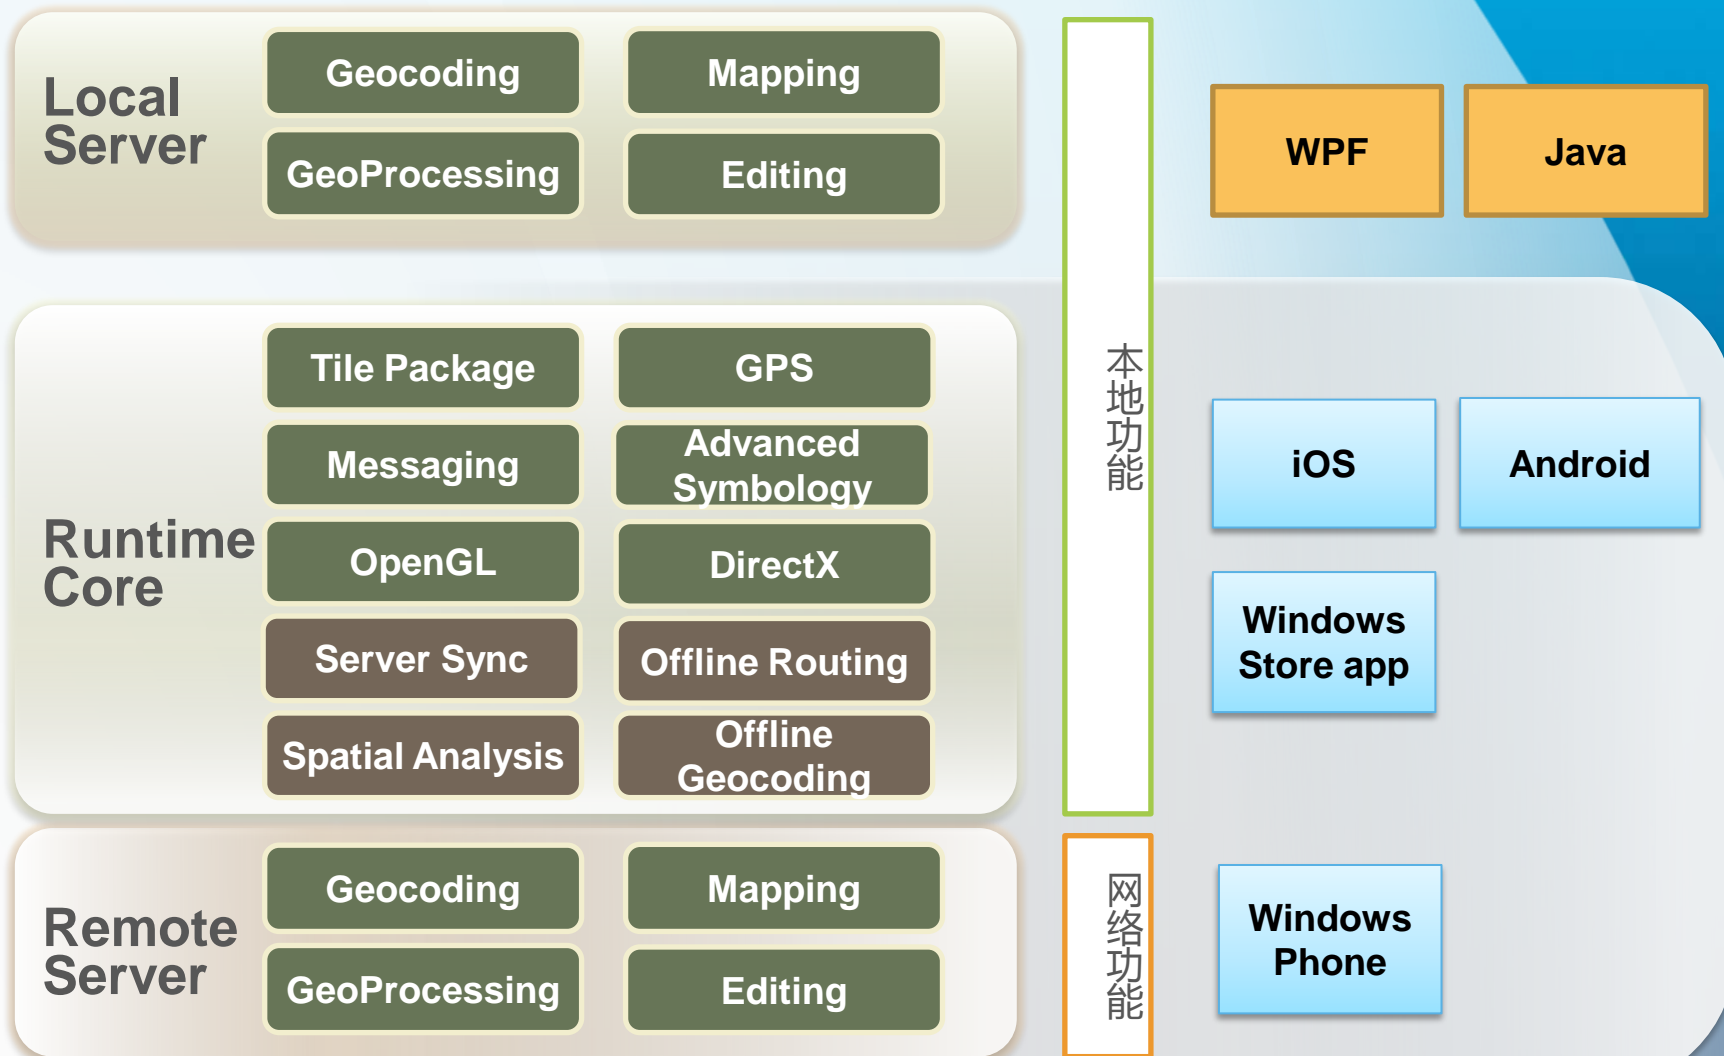 Local
Server
Geocoding
Mapping
GeoProcessing
Editing
WPF
Java
本地功能
Runtime
Core
Tile Package
GPS
Messaging
Advanced
Symbology
OpenGL
DirectX
Server Sync
Offline Routing
Spatial Analysis
Offline
Geocoding
iOS
Android
Windows
Store app
Remote
Server
Geocoding
Mapping
GeoProcessing
Editing
网络功能
Windows
Phone